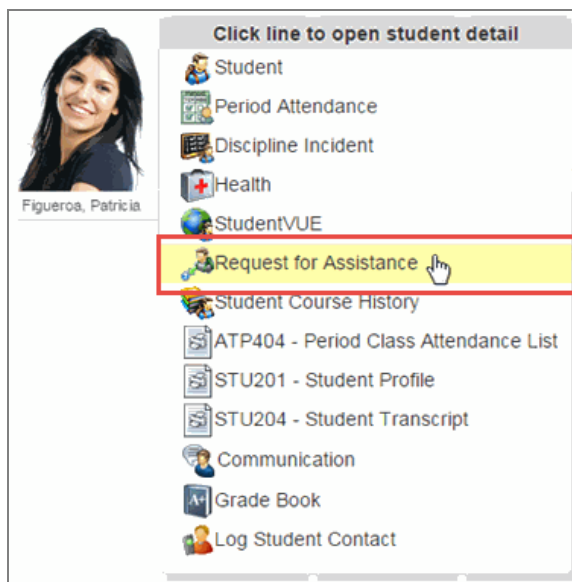 Click line to open student detail
Student
Period Attendance
Discipline Incident
Health
Figueroa, Patricia
StudentVUE
Request for Assistance
Student Course History
ATP404 - Period Class Attendance List
STU201 - Student Profile
STU204 - Student Transcript
Communication
A+
Grade Book
Log Student Contact